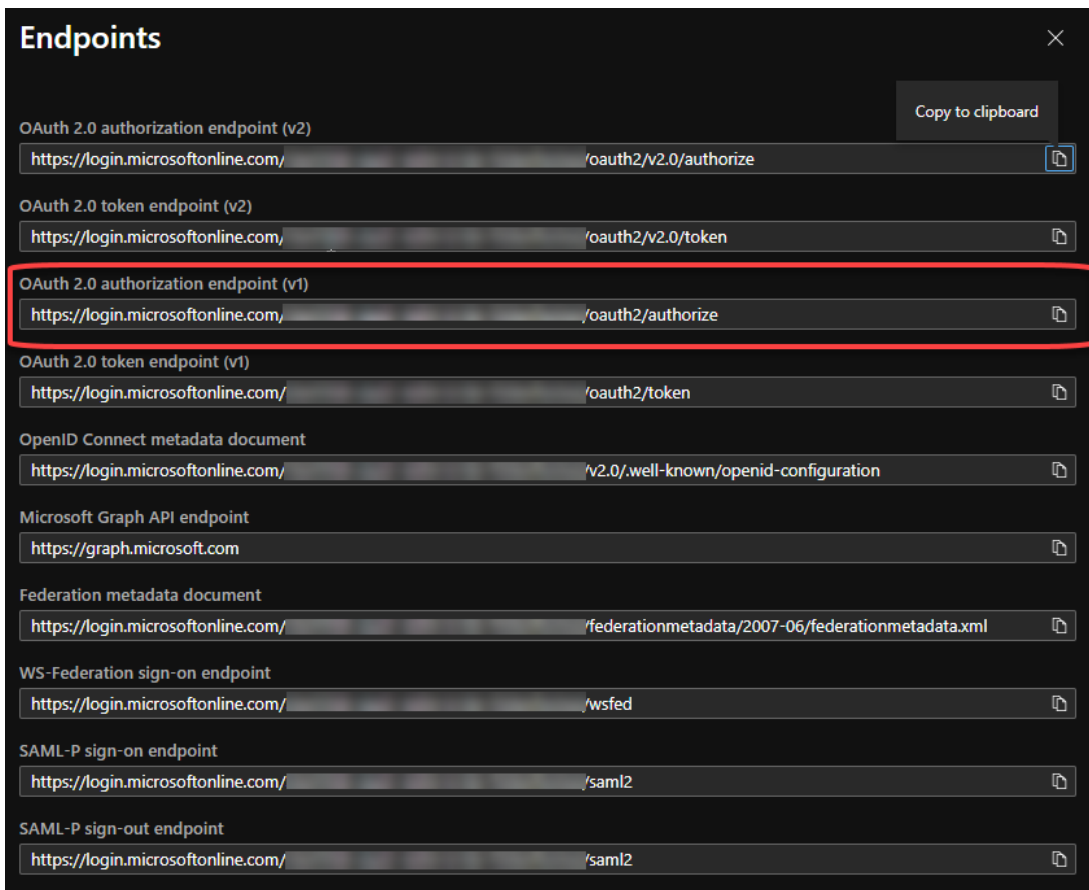 Endpoints
Copy to clipboard
OAuth 2.0 authorization endpoint (v2)
https://login.microsoftonline.com/ /oauth2/v2.0/authorize
OAuth 2.0 token endpoint (v2)
https://login.microsoftonline.com/ /oauth2/v2.0/token
OAuth 2.0 authorization endpoint (v1)
https://login.microsoftonline.com/ /oauth2/authorize
OAuth 2.0 token endpoint (v1)
https://login.microsoftonline.com/ /oauth2/token
OpenID Connect metadata document
https://login.microsoftonline.com/ /v2.0/.well-known/openid-configuration
Microsoft Graph API endpoint
https://graph.microsoft.com
Federation metadata document
https://login.microsoftonline.com/ /federationmetadata/2007-06/federationmetadata.xml
WS-Federation sign-on endpoint
https://login.microsoftonline.com/ /wsfed
SAML-P sign-on endpoint
https://login.microsoftonline.com/ /saml2
SAML-P sign-out endpoint
https://login.microsoftonline.com/ /saml2